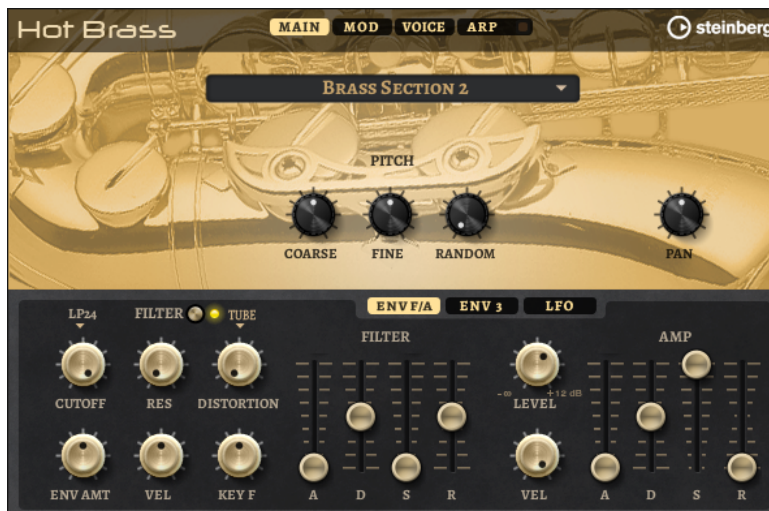 Hot Brass
MAIN MOD VOICE ARP
steinberg
BRASS SECTION 2
PITCH
COARSE FINE RANDOM PAN
ENV F/A ENV 3 LFO
LP24 FILTER TUBE
FILTER AMP
CUTOFF RES DISTORTION
-∞ +12 dB
LEVEL
ENV AMT VEL KEY F A D S R VEL A D S R